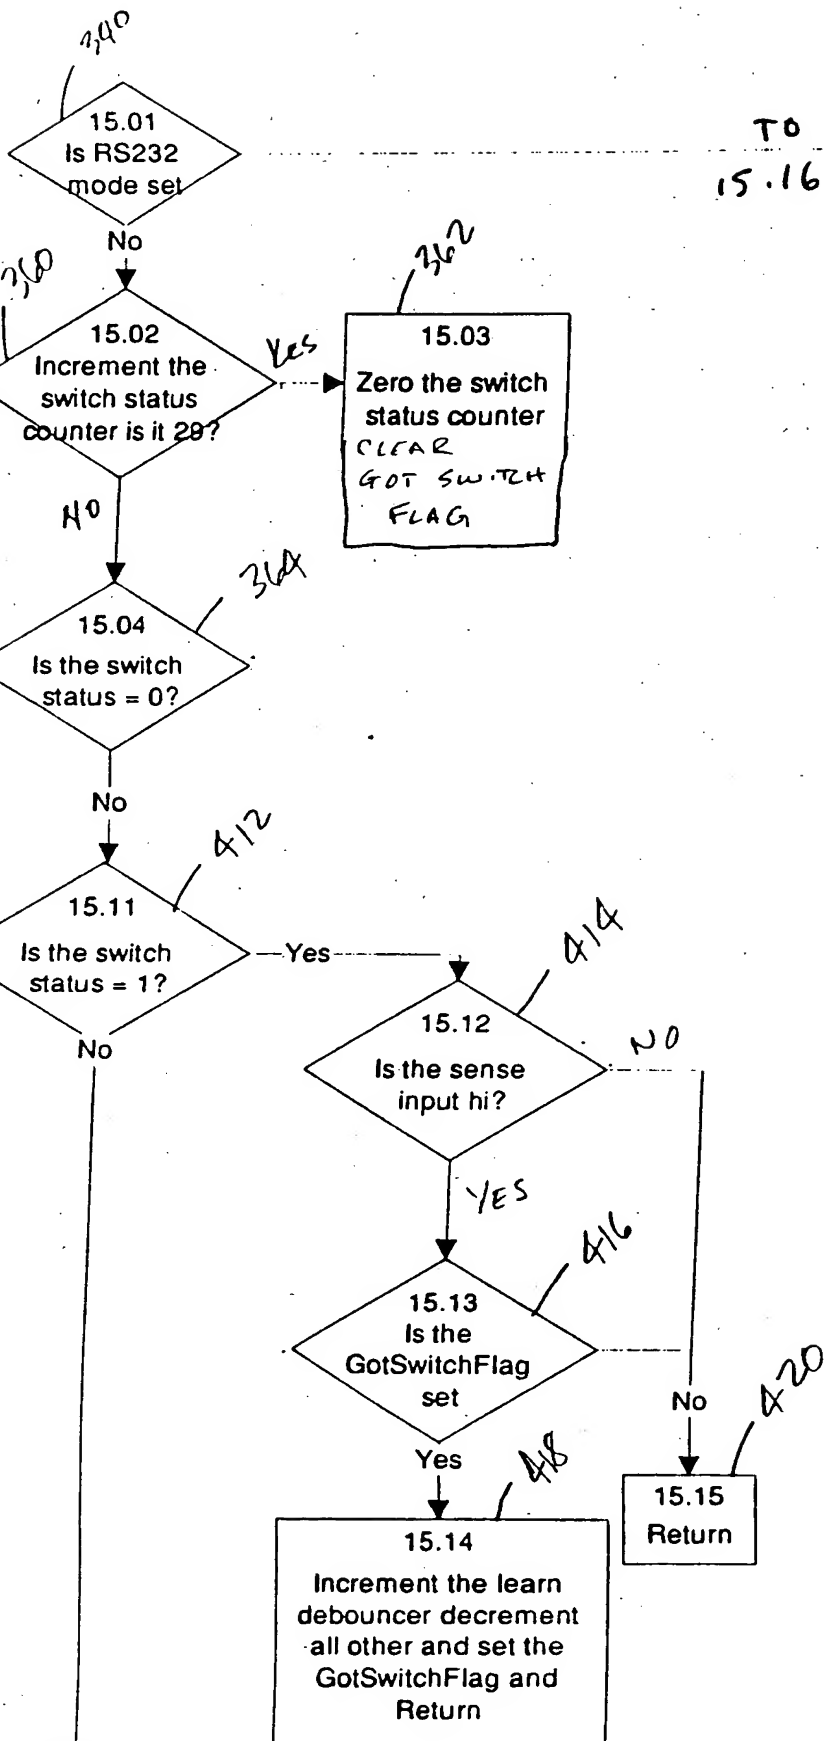 340
15.01
Is RS232
mode set
TO
15.16
No
360
362
15.02
Increment the
switch status
counter is it 29?
Yes
15.03
Zero the switch
status counter
CLEAR
GOT SWITCH
FLAG
NO
364
15.04
Is the switch
status = 0?
No
412
15.11
Is the switch
status = 1?
Yes
No
414
15.12
Is the sense
input hi?
NO
YES
416
15.13
Is the
GotSwitchFlag
set
No
420
Yes
418
15.15
Return
15.14
Increment the learn
debouncer decrement
all other and set the
GotSwitchFlag and
Return